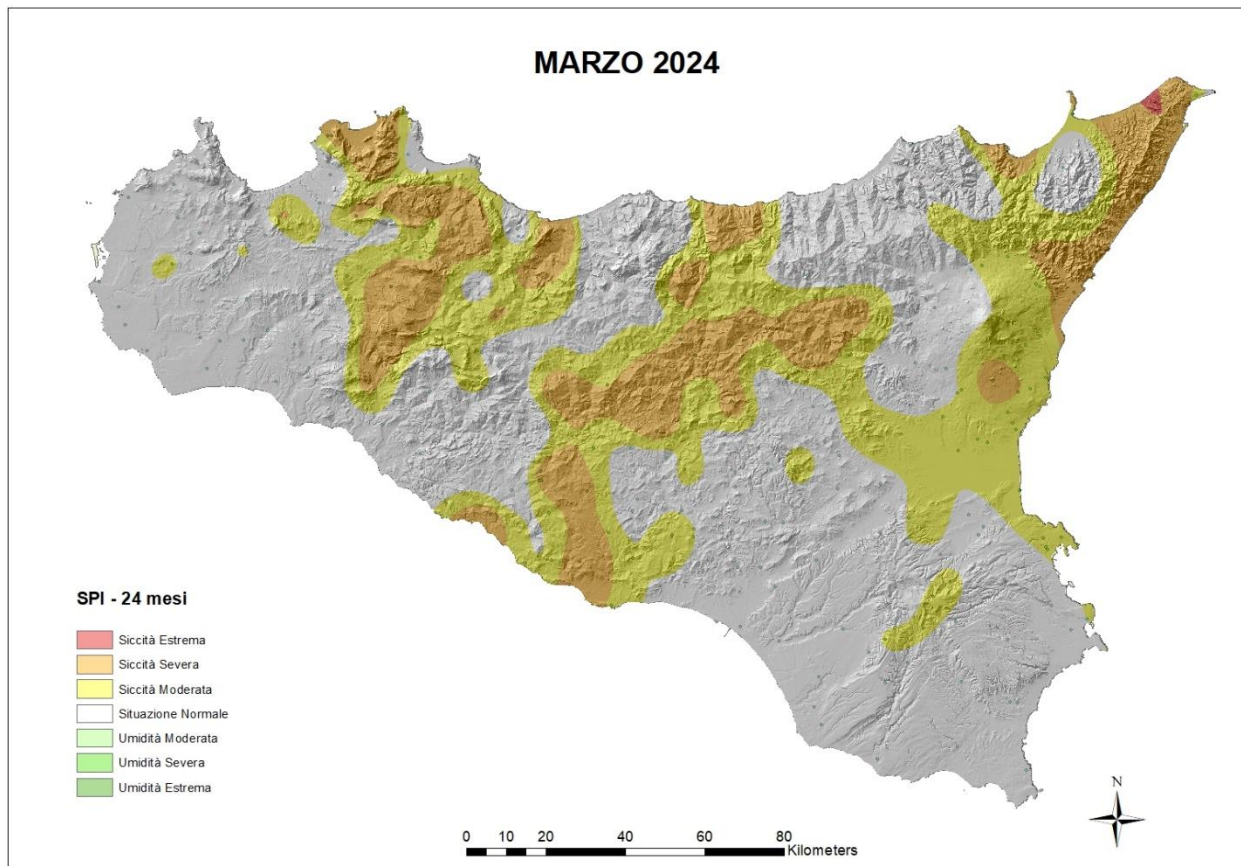 MARZO 2024
SPI - 24 mesi
Siccità Estrema
Siccità Severa
Siccità Moderata
Situazione Normale
Umidità Moderata
Umidità Severa
Umidità Estrema
N
0 10 20 40 60 80
Kilometers